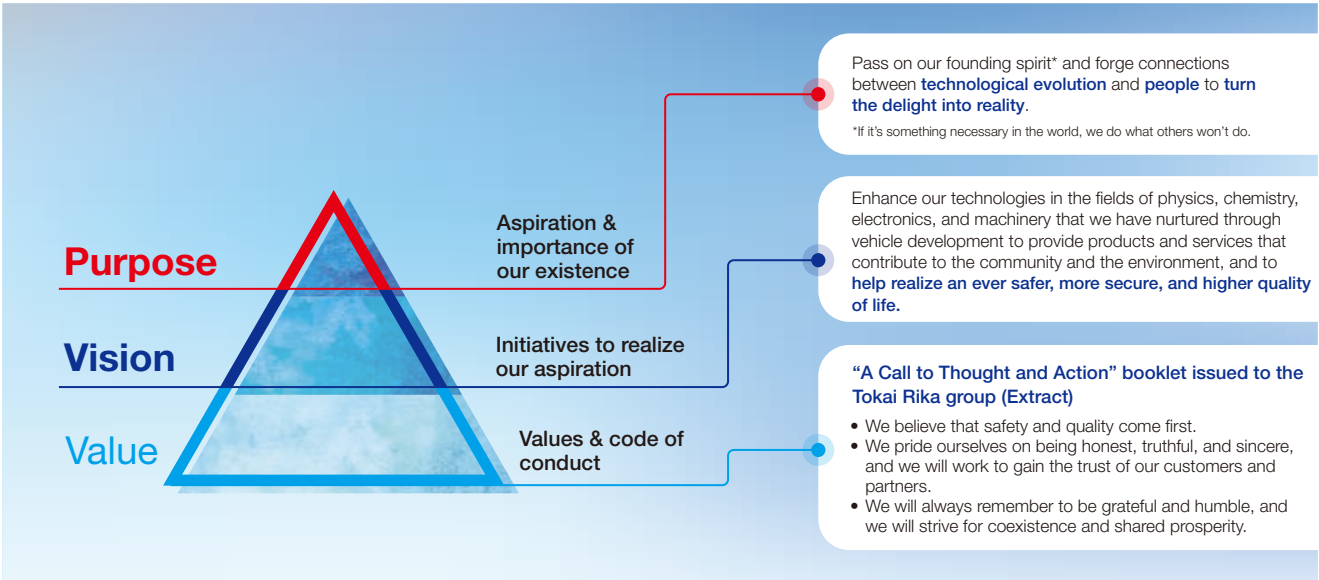 Purpose
Aspiration &
importance of
our existence
Pass on our founding spirit* and forge connections
between technological evolution and people to turn
the delight into reality.
*If it's something necessary in the world, we do what others won't do.
Vision
Initiatives to realize
our aspiration
Enhance our technologies in the fields of physics, chemistry,
electronics, and machinery that we have nurtured through
vehicle development to provide products and services that
contribute to the community and the environment, and to
help realize an ever safer, more secure, and higher quality
of life.
Value
Values & code of
conduct
“A Call to Thought and Action” booklet issued to the
Tokai Rika group (Extract)
• We believe that safety and quality come first.
• We pride ourselves on being honest, truthful, and sincere,
and we will work to gain the trust of our customers and
partners.
• We will always remember to be grateful and humble, and
we will strive for coexistence and shared prosperity.